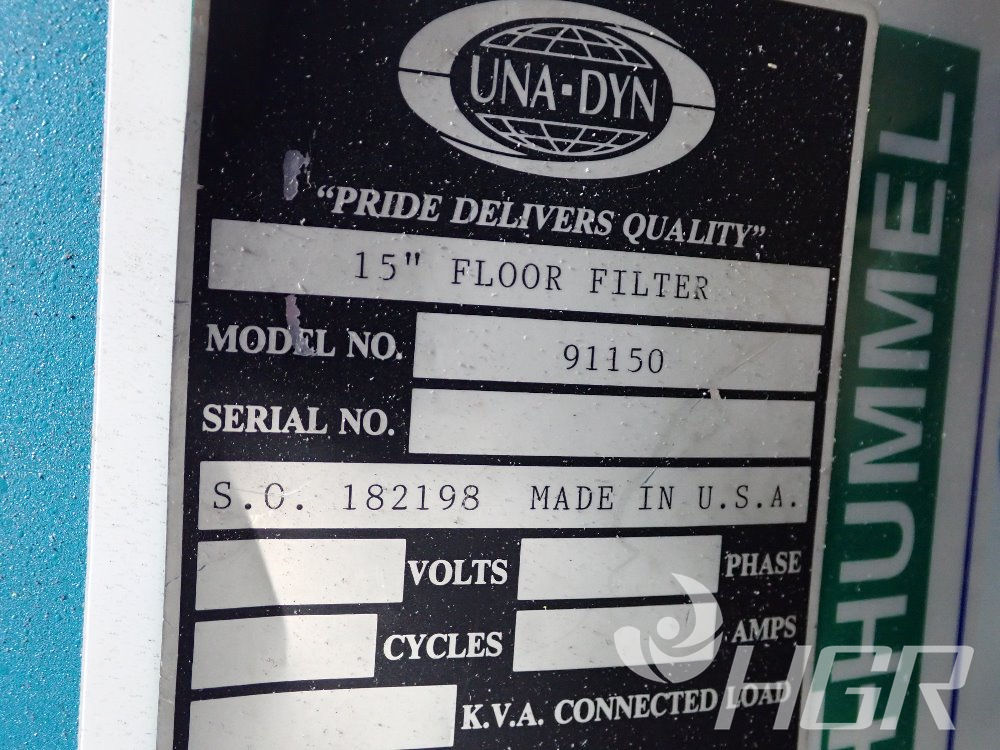 UNA-DYN
"PRIDE DELIVERS QUALITY"
15" FLOOR FILTER
MODEL NO. 91150
SERIAL NO.
S.O. 182198 MADE IN U.S.A.
VOLTS PHASE
CYCLES AMPS
K.V.A. CONNECTED LOAD
HUMMEL
HGR